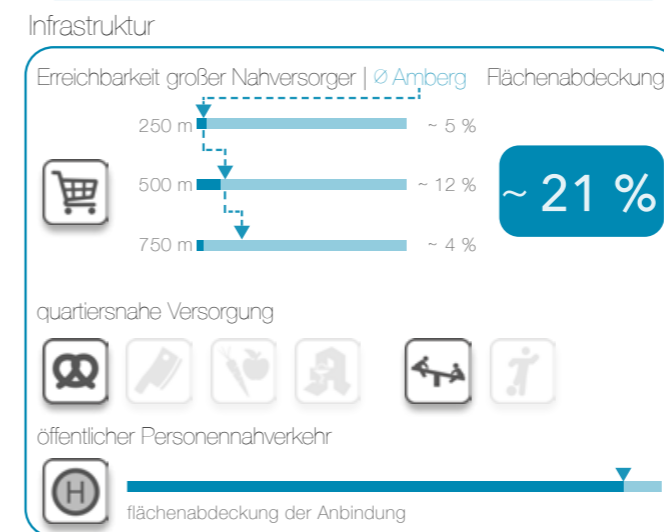 Infrastruktur
Erreichbarkeit großer Nahversorger | Ø Amberg Flächenabdeckung
250 m ~ 5 %
500 m ~ 12 %
~ 21 %
750 m ~ 4 %
quartiersnahe Versorgung
A
öffentlicher Personennahverkehr
H
flächenabdeckung der Anbindung